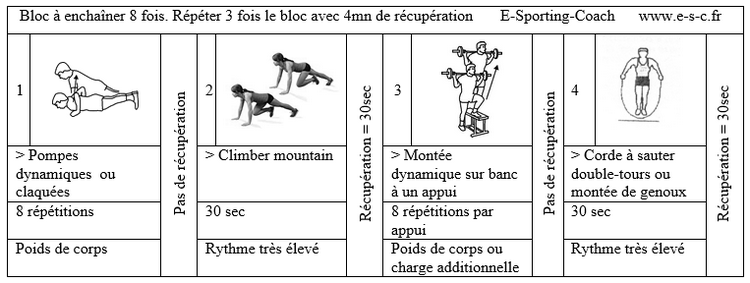 Bloc à enchaîner 8 fois. Répéter 3 fois le bloc avec 4mn de récupération E-Sporting-Coach www.e-s-c.fr
1
> Pompes
dynamiques ou
claquées
8 répétitions
Poids de corps
Pas de récupération
2
> Climber mountain
30 sec
Rythme très élevé
Récupération = 30sec
3
> Montée
dynamique sur banc
à un appui
8 répétitions par
appui
Poids de corps ou
charge additionnelle
Pas de récupération
4
> Corde à sauter
double-tours ou
montée de genoux
30 sec
Rythme très élevé
Récupération = 30sec